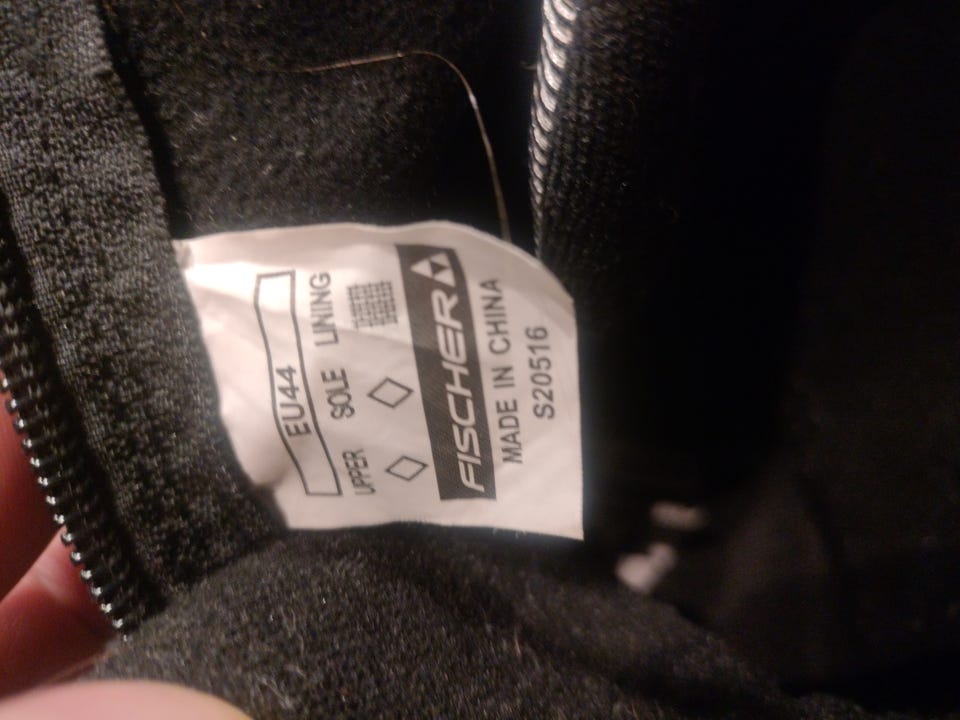 EU44
UPPER SOLE LINING
FISCHER
MADE IN CHINA
S20516